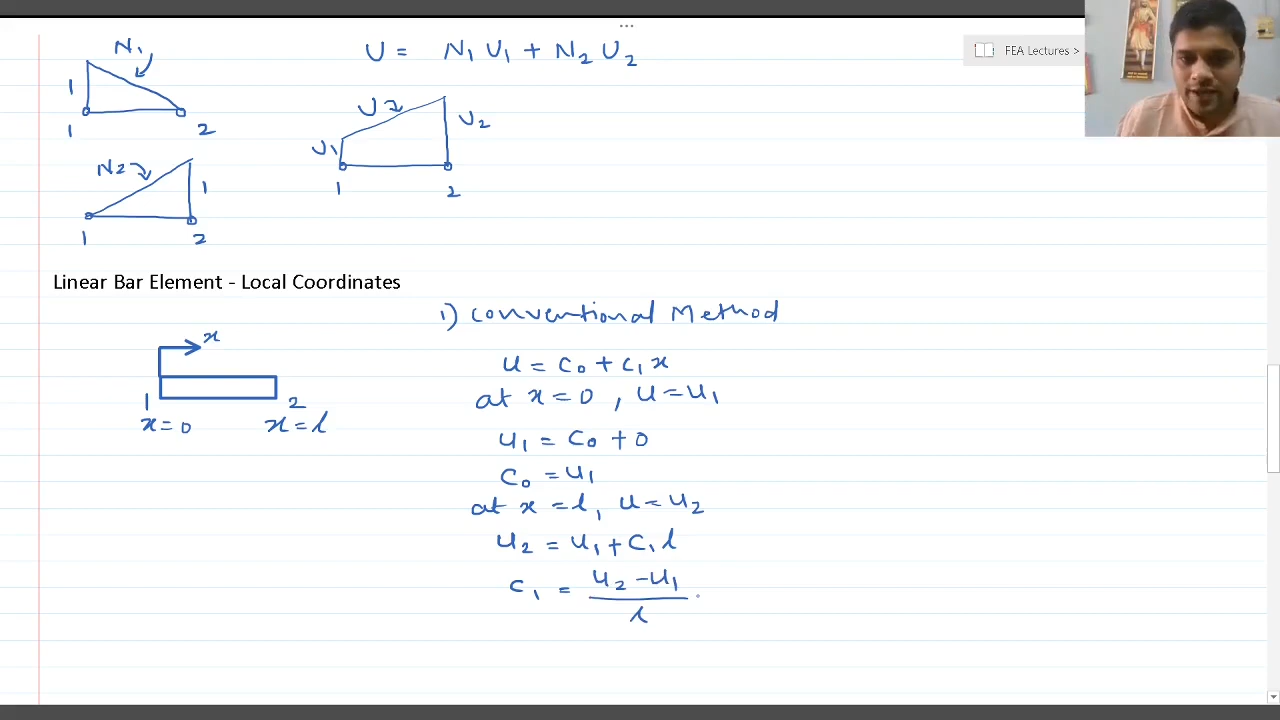 FEA Lectures >
U = N₁ U₁ + N₂ U₂
N₁
1
1 2
N2
1
1 2
U
U₁
U₂
1 2
Linear Bar Element - Local Coordinates
x
1 2
x = 0 x = l
1) Conventional Method
u = c₀ + c₁ x
at x = 0 , u = u₁
u₁ = c₀ + 0
c₀ = u₁
at x = l, u = u₂
u₂ = u₁ + c₁ l
c₁ = u₂ - u₁
l